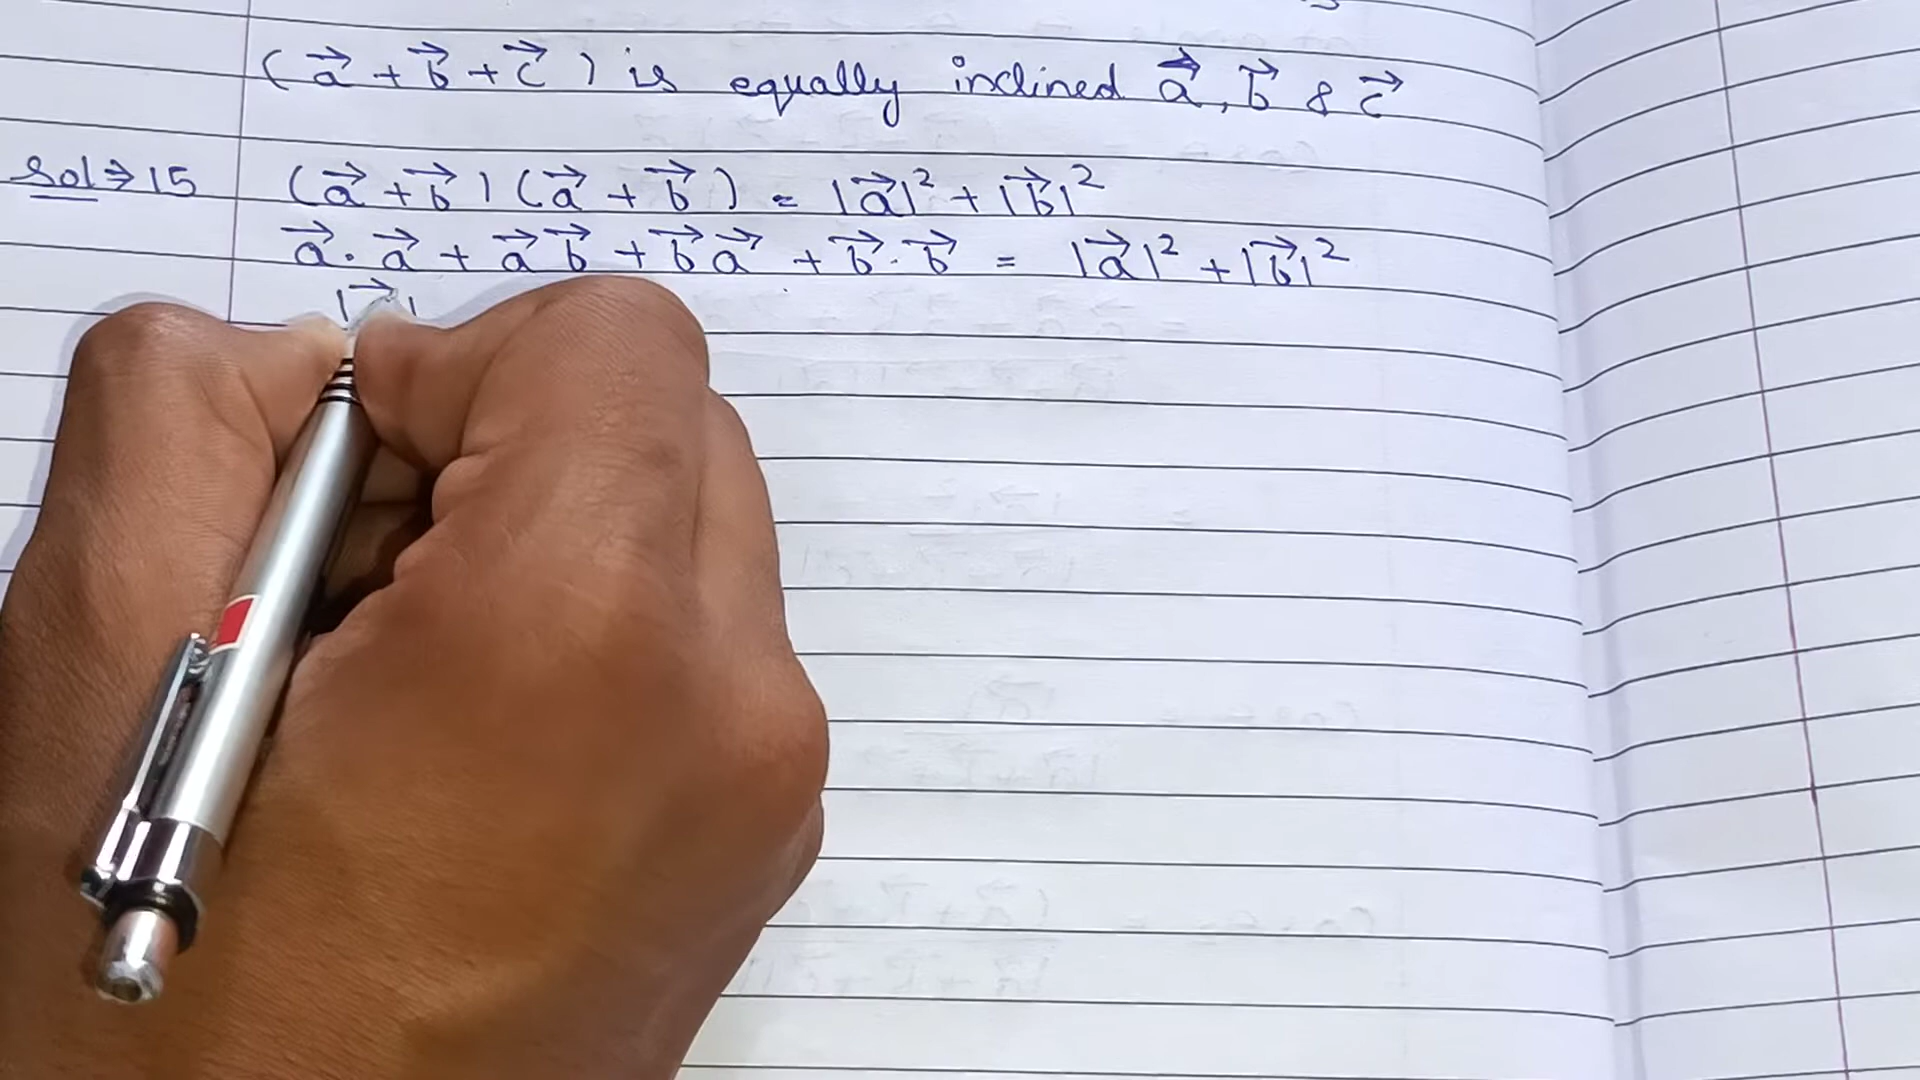 (a⃗ + b⃗ + c⃗) is equally inclined a⃗, b⃗ & c⃗
Sol ⇒ 15 (a⃗ + b⃗) (a⃗ + b⃗) = |a⃗|² + |b⃗|²
a⃗ · a⃗ + a⃗ b⃗ + b⃗ a⃗ + b⃗ · b⃗ = |a⃗|² + |b⃗|²